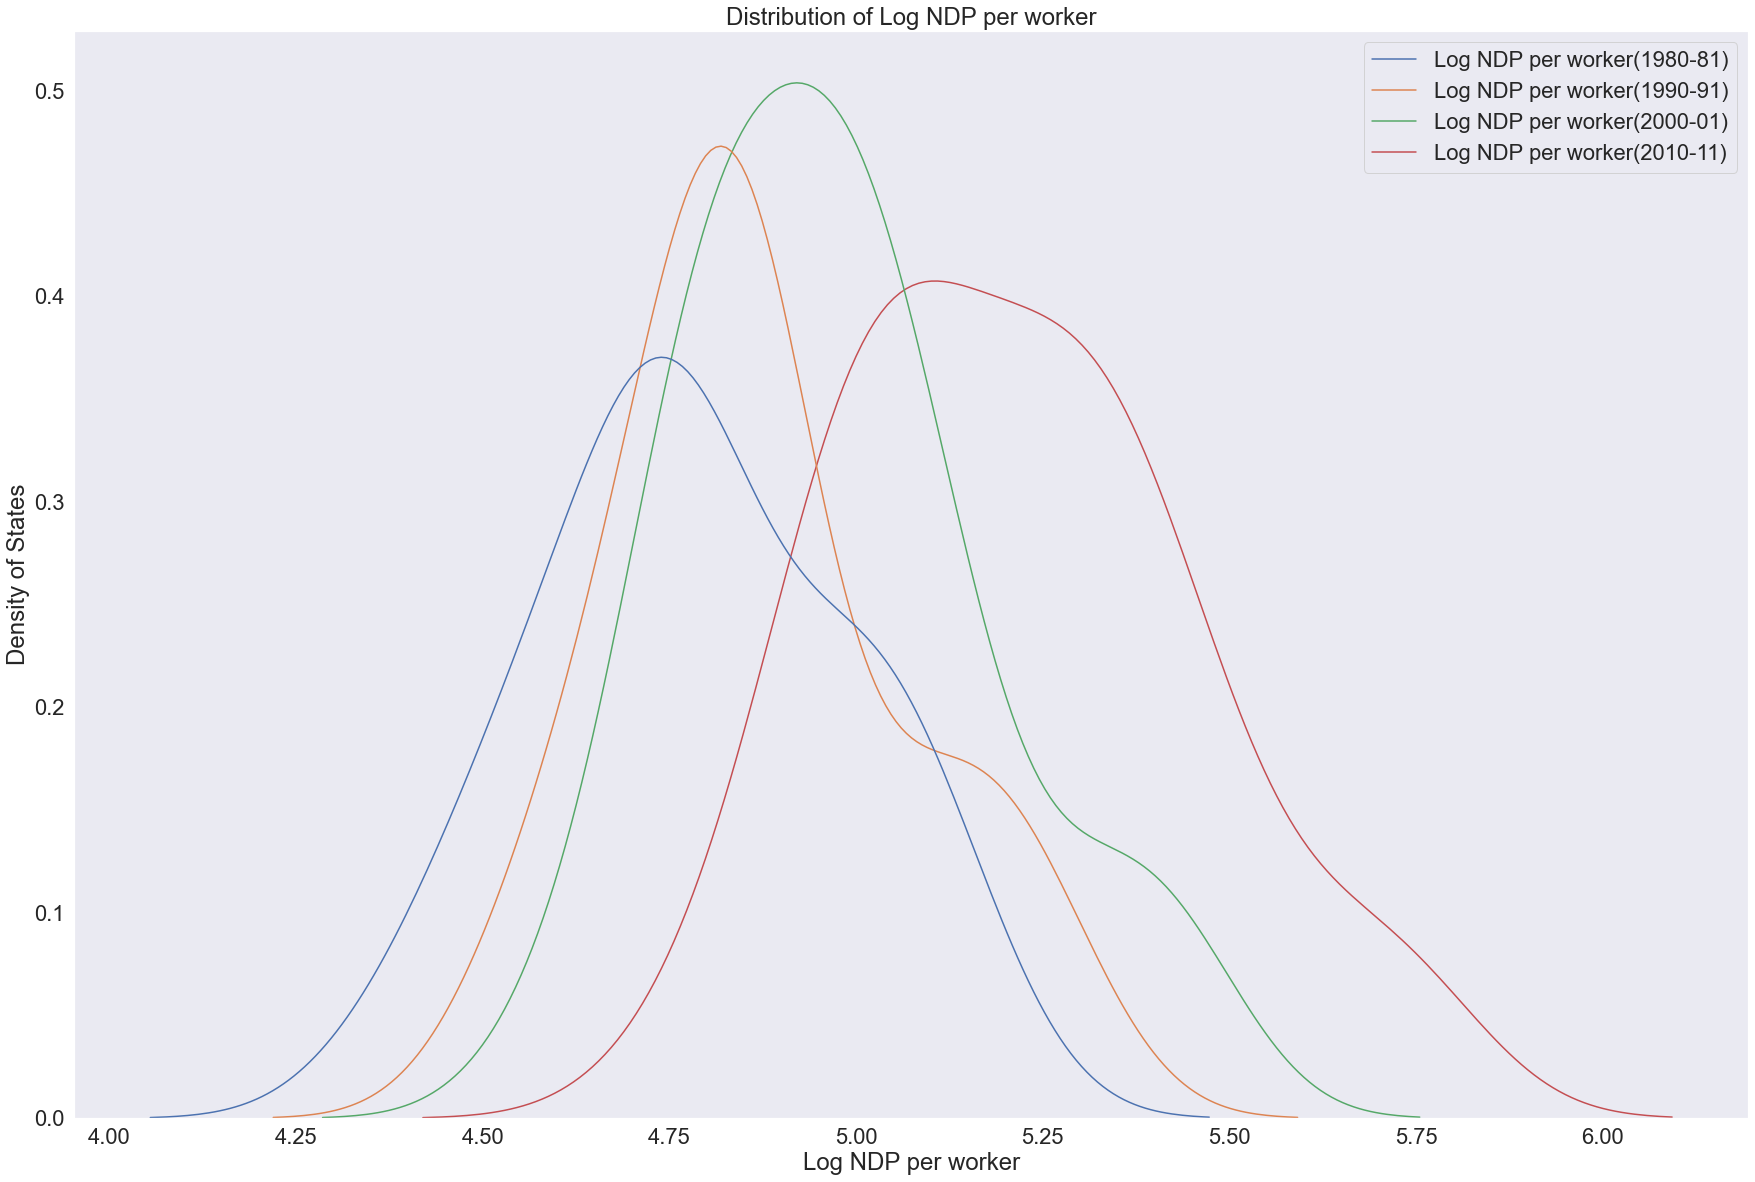 Distribution of Log NDP per worker
Log NDP per worker(1980-81)
Log NDP per worker(1990-91)
Log NDP per worker(2000-01)
Log NDP per worker(2010-11)
Density of States
0.5
0.4
0.3
0.2
0.1
0.0
4.00 4.25 4.50 4.75 5.00 5.25 5.50 5.75 6.00
Log NDP per worker